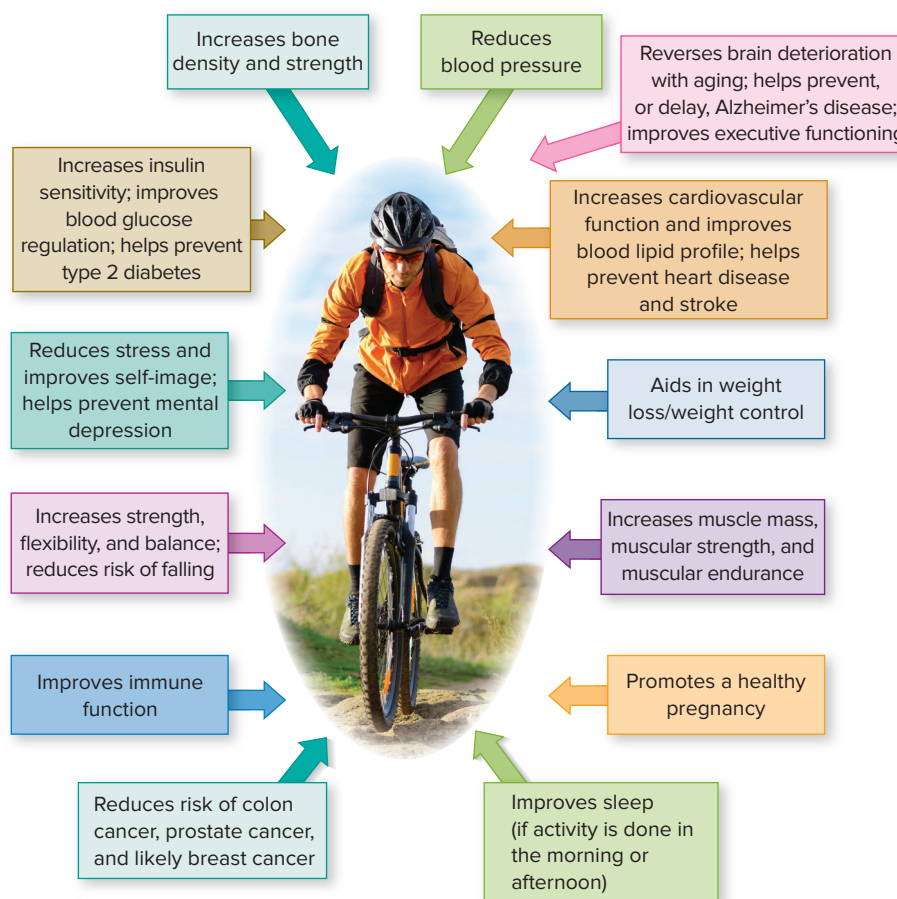 Increases bone
density and strength
Reduces
blood pressure
Reverses brain deterioration
with aging; helps prevent,
or delay, Alzheimer’s disease;
improves executive functioning
Increases insulin
sensitivity; improves
blood glucose
regulation; helps prevent
type 2 diabetes
Increases cardiovascular
function and improves
blood lipid profile; helps
prevent heart disease
and stroke
Reduces stress and
improves self-image;
helps prevent mental
depression
Aids in weight
loss/weight control
Increases strength,
flexibility, and balance;
reduces risk of falling
Increases muscle mass,
muscular strength, and
muscular endurance
Improves immune
function
Promotes a healthy
pregnancy
Reduces risk of colon
cancer, prostate cancer,
and likely breast cancer
Improves sleep
(if activity is done in
the morning or
afternoon)